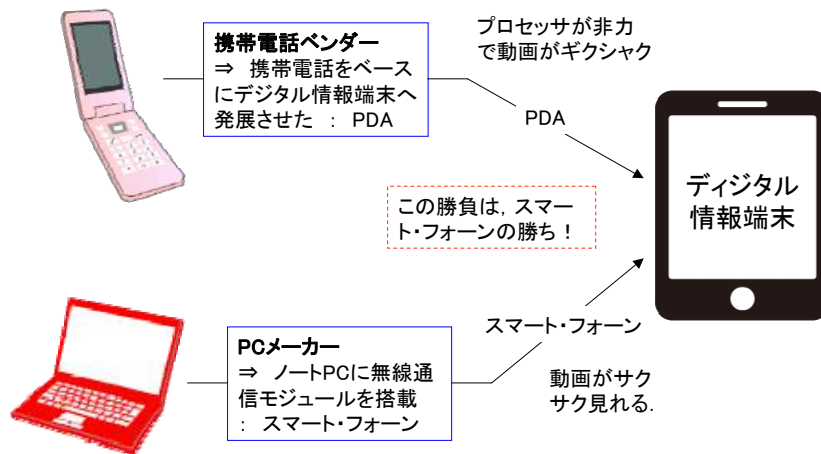 携帯電話ベンダー
⇒ 携帯電話をベース
にデジタル情報端末へ
発展させた : PDA
プロセッサが非力
で動画がギクシャク
PDA
ディジタル
情報端末
この勝負は, スマー
ト・フォーンの勝ち!
スマート・フォーン
PCメーカー
⇒ ノートPCに無線通
信モジュールを搭載
: スマート・フォーン
動画がサク
サク見れる.